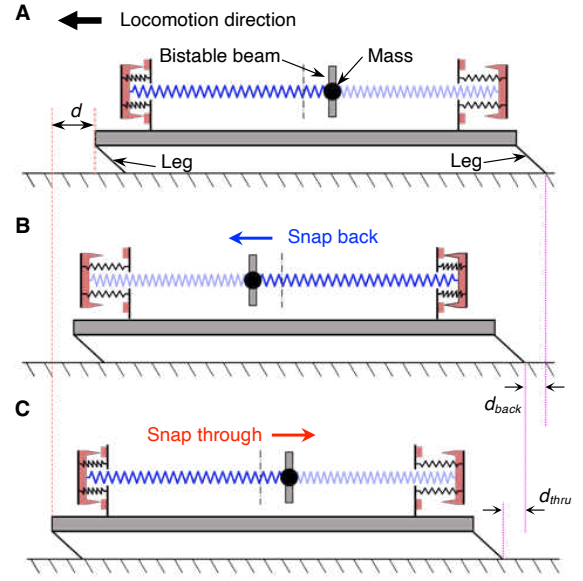 A
Locomotion direction
Bistable beam
Mass
d
Leg
Leg
B
Snap back
d_back
C
Snap through
d_thru